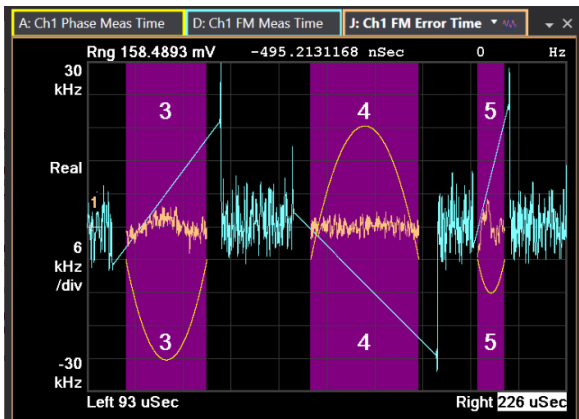 A: Ch1 Phase Meas Time D: Ch1 FM Meas Time J: Ch1 FM Error Time
Rng 158.4893 mV -495.2131168 nSec 0 Hz
30
kHz
3 4 5
Real
1
6
kHz
/div
3 4 5
-30
kHz
Left 93 uSec Right 226 uSec